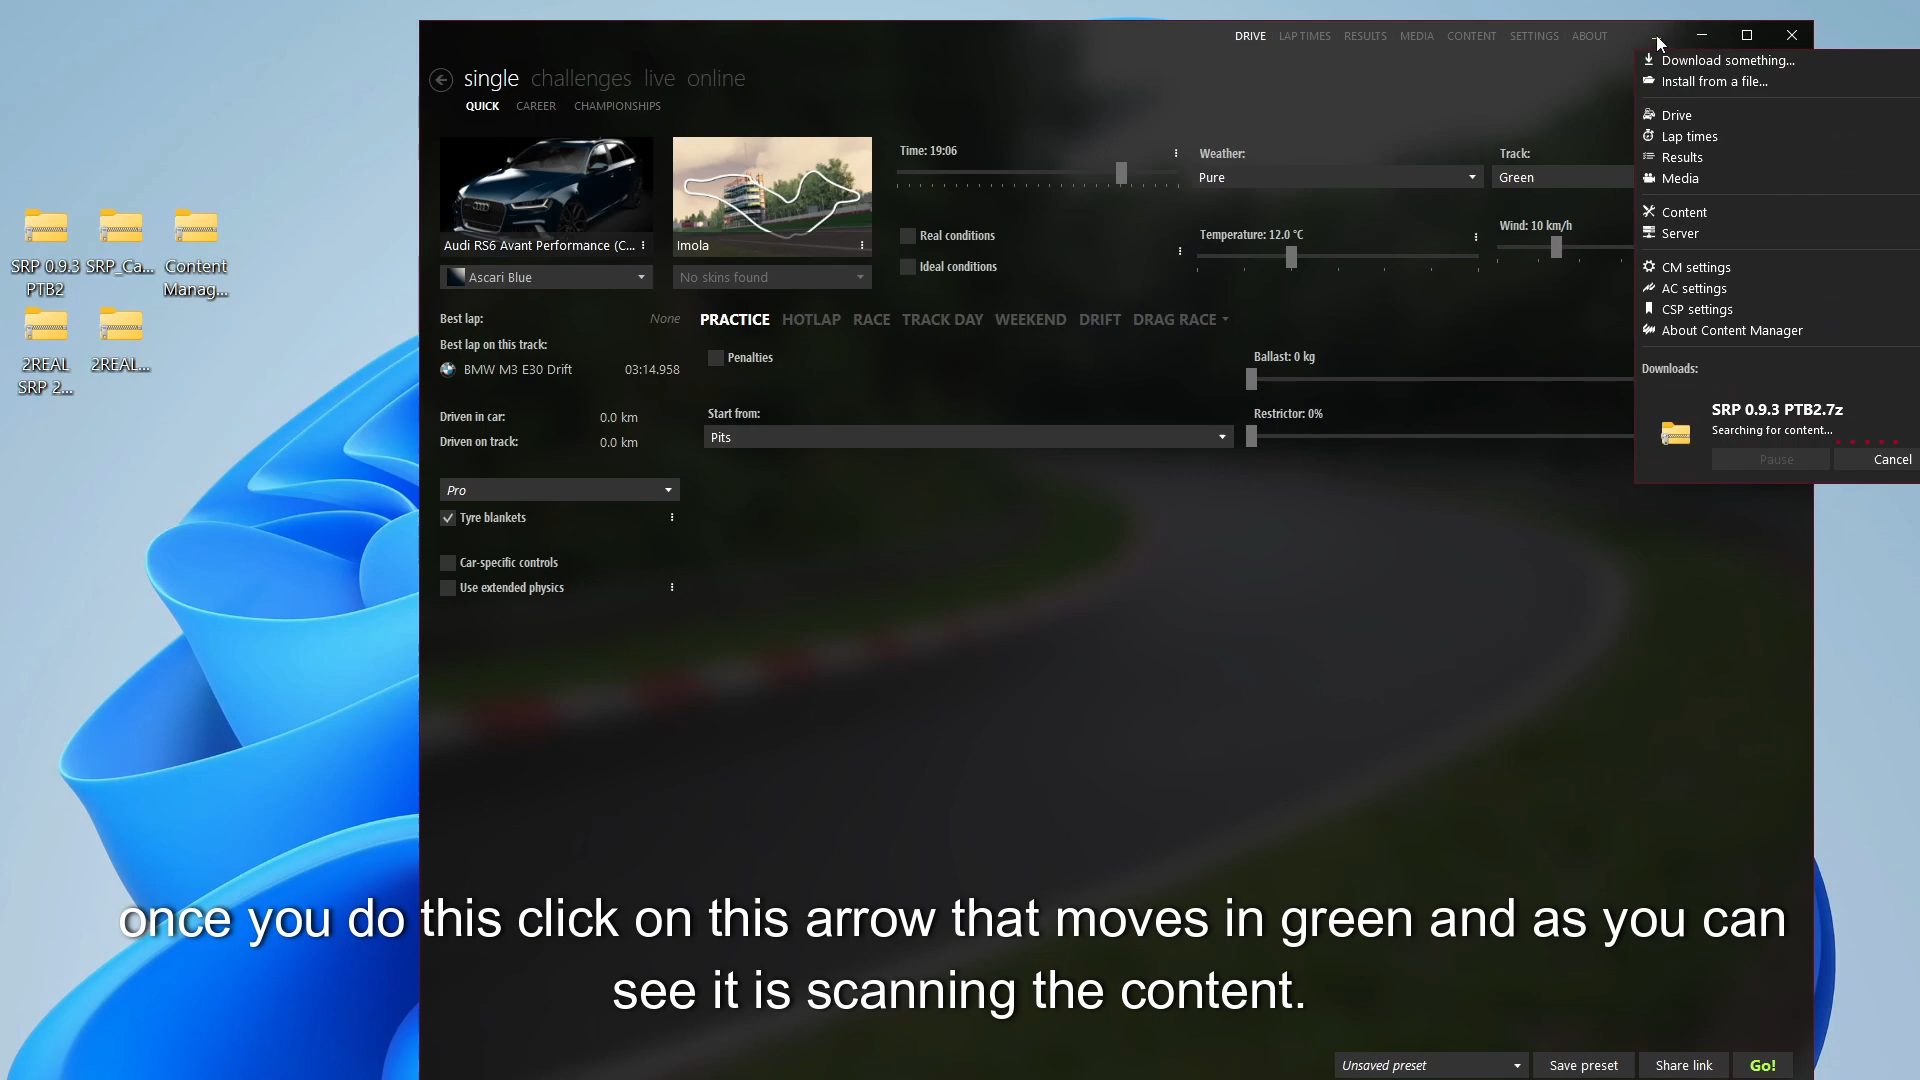 DRIVE LAP TIMES RESULTS MEDIA CONTENT SETTINGS ABOUT
single challenges live online
QUICK CAREER CHAMPIONSHIPS
Download something...
Install from a file...
Drive
Lap times
Results
Media
Content
Server
CM settings
AC settings
CSP settings
About Content Manager
Downloads:
SRP 0.9.3 PTB2.7z
Searching for content...
Pause Cancel
SRP 0.9.3
PTB2
SRP_Ca...
Content
Manag...
2REAL
SRP 2...
2REAL...
Audi RS6 Avant Performance (C...
Ascari Blue
Imola
No skins found
Time: 19:06
Real conditions
Ideal conditions
Weather:
Pure
Temperature: 12.0 °C
Track:
Green
Wind: 10 km/h
Best lap: None
Best lap on this track:
BMW M3 E30 Drift 03:14.958
Driven in car: 0.0 km
Driven on track: 0.0 km
Pro
Tyre blankets
Car-specific controls
Use extended physics
PRACTICE HOTLAP RACE TRACK DAY WEEKEND DRIFT DRAG RACE
Penalties
Start from:
Pits
Ballast: 0 kg
Restrictor: 0%
once you do this click on this arrow that moves in green and as you can
see it is scanning the content.
Unsaved preset Save preset Share link Go!